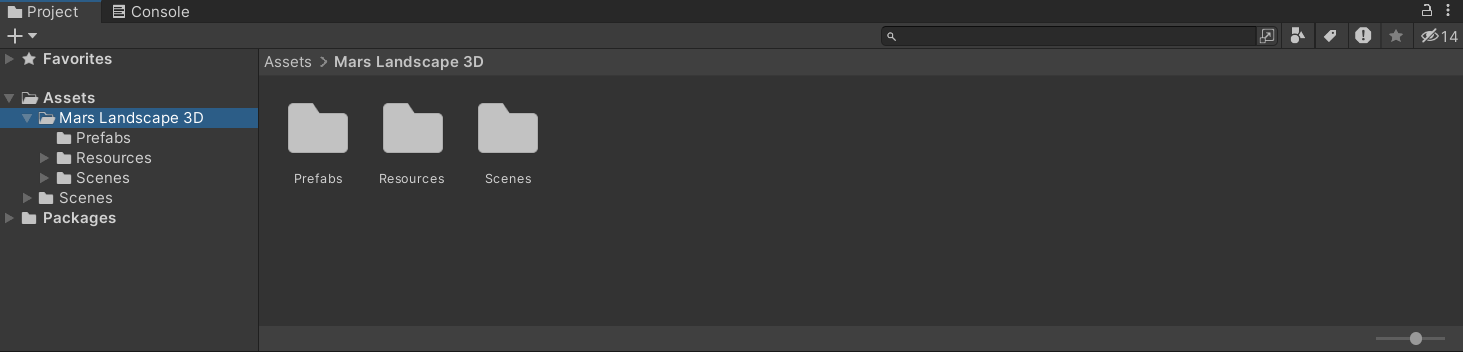 Project Console
14
Favorites
Assets > Mars Landscape 3D
Assets
Mars Landscape 3D
Prefabs
Resources
Scenes
Scenes
Packages
Prefabs Resources Scenes